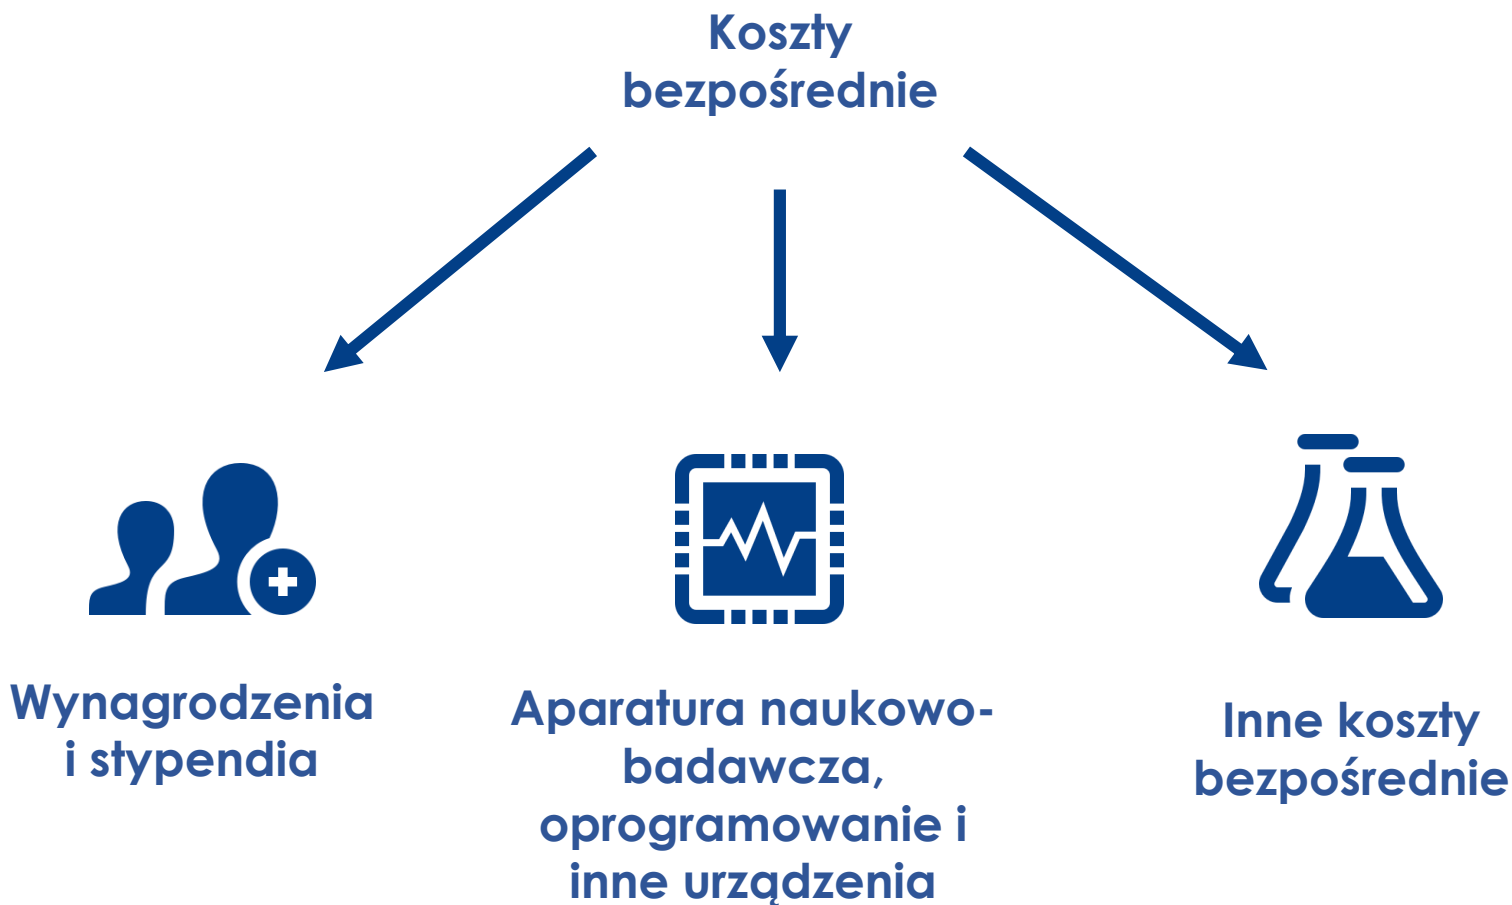 Koszty
bezpośrednie
Wynagrodzenia
i stypendia
Aparatura naukowo-
badawcza,
oprogramowanie i
inne urządzenia
Inne koszty
bezpośrednie